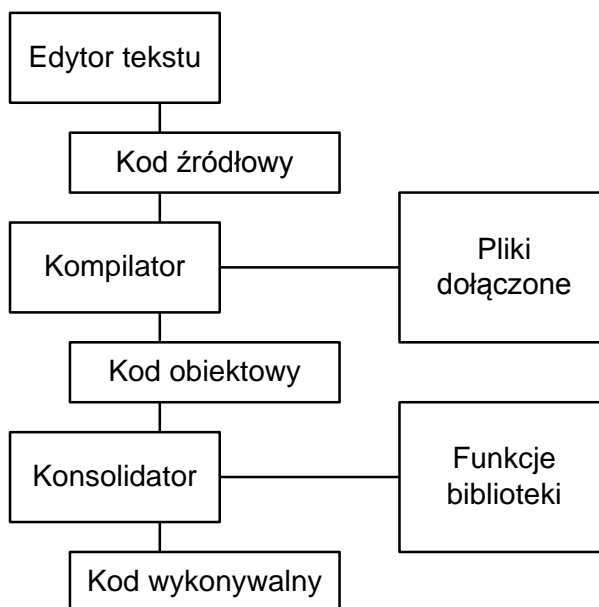 Edytor tekstu
Kod źródłowy
Kompilator
Pliki
dołączone
Kod obiektowy
Konsolidator
Funkcje
biblioteki
Kod wykonywalny